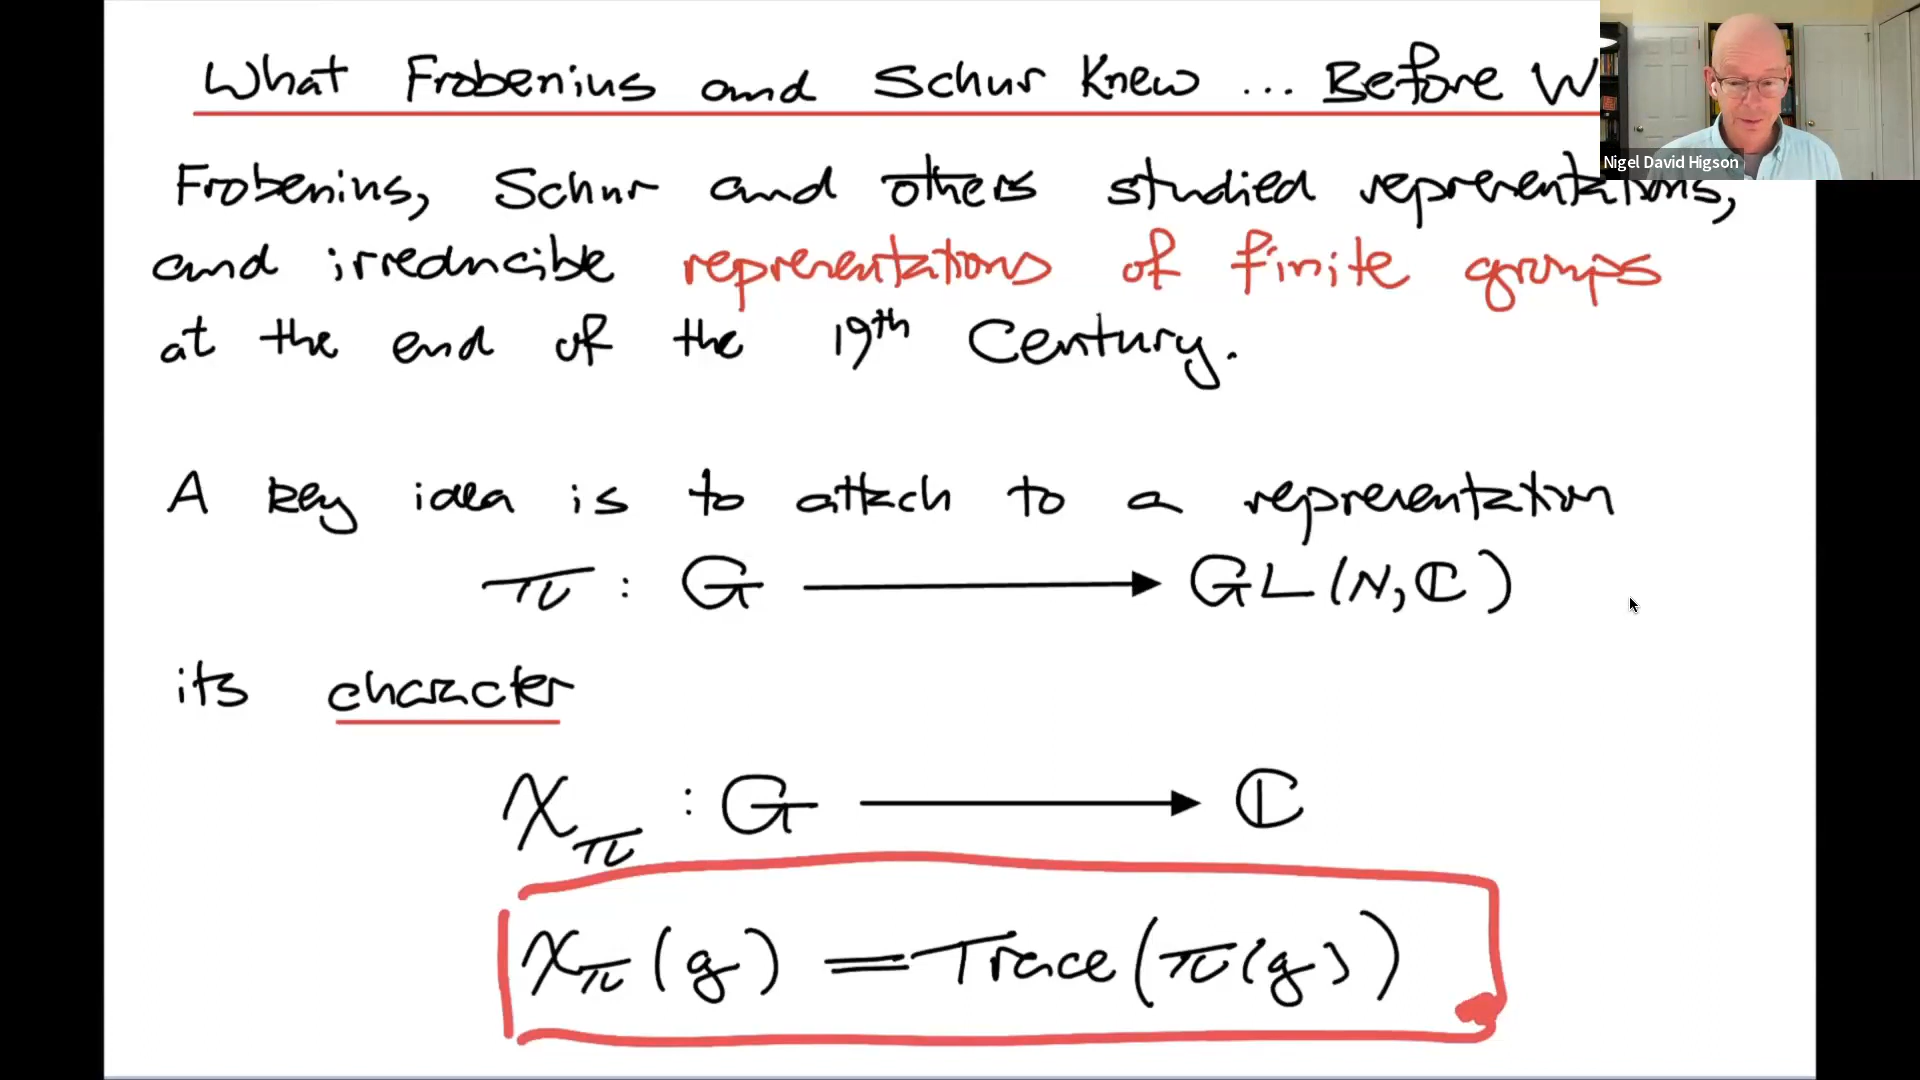 What Frobenius and Schur Knew ... Before W
Nigel David Higson
Frobenius, Schur and others studied representations,
and irreducible representations of finite groups
at the end of the 19th Century.
A key idea is to attach to a representation
π : G ⟶ GL(N, ℂ)
its character
χ_π : G ⟶ ℂ
χ_π(g) = Trace(π(g))